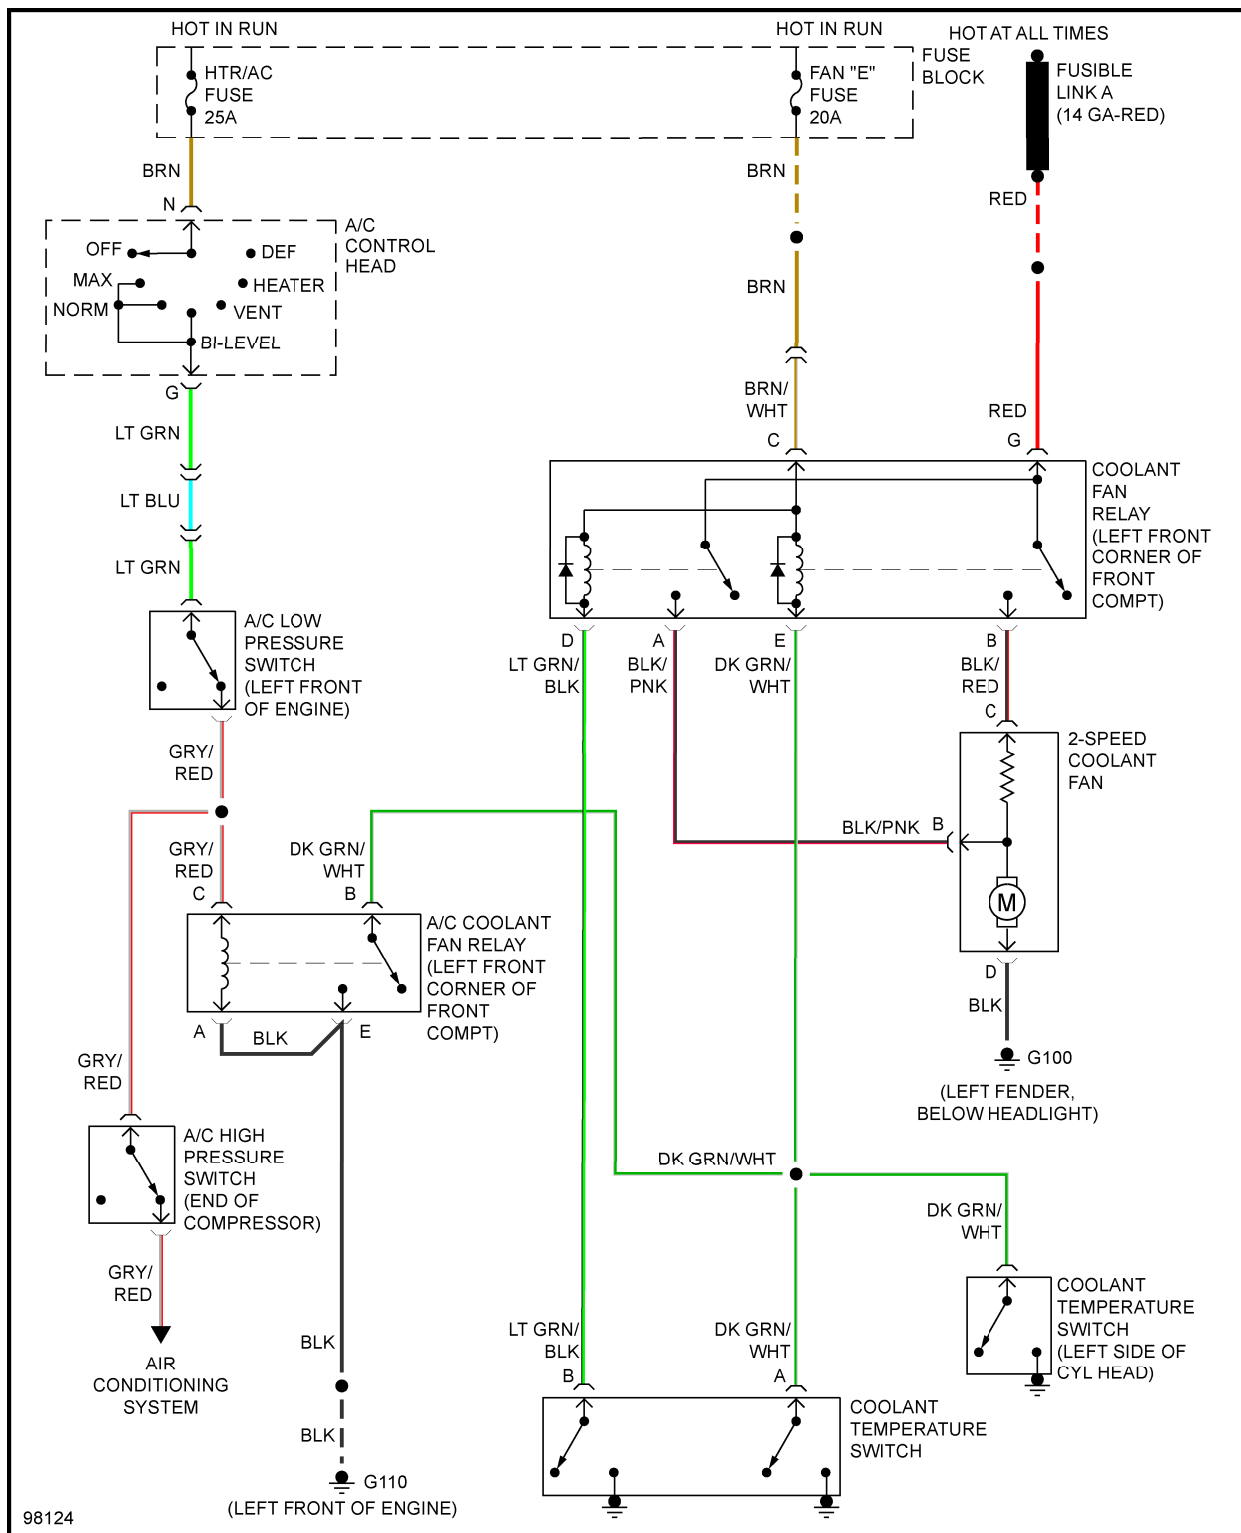 HOT IN RUN
HOT IN RUN
HOT AT ALL TIMES
HTR/AC
FUSE
25A
FAN "E"
FUSE
20A
FUSE
BLOCK
FUSIBLE
LINK A
(14 GA-RED)
BRN
BRN
RED
N
A/C
CONTROL
HEAD
OFF
DEF
MAX
HEATER
NORM
VENT
BI-LEVEL
BRN
G
LT GRN
BRN/
WHT
RED
C
G
LT BLU
LT GRN
COOLANT
FAN
RELAY
(LEFT FRONT
CORNER OF
FRONT
COMPT)
A/C LOW
PRESSURE
SWITCH
(LEFT FRONT
OF ENGINE)
D
A
E
B
LT GRN/
BLK
BLK/
PNK
DK GRN/
WHT
BLK/
RED
C
GRY/
RED
2-SPEED
COOLANT
FAN
BLK/PNK
B
M
GRY/
RED
DK GRN/
WHT
C
B
A/C COOLANT
FAN RELAY
(LEFT FRONT
CORNER OF
FRONT
COMPT)
D
BLK
A
BLK
E
G100
(LEFT FENDER,
BELOW HEADLIGHT)
GRY/
RED
A/C HIGH
PRESSURE
SWITCH
(END OF
COMPRESSOR)
DK GRN/WHT
DK GRN/
WHT
GRY/
RED
COOLANT
TEMPERATURE
SWITCH
(LEFT SIDE OF
CYL HEAD)
BLK
LT GRN/
BLK
DK GRN/
WHT
B
A
AIR
CONDITIONING
SYSTEM
BLK
COOLANT
TEMPERATURE
SWITCH
G110
(LEFT FRONT OF ENGINE)
98124